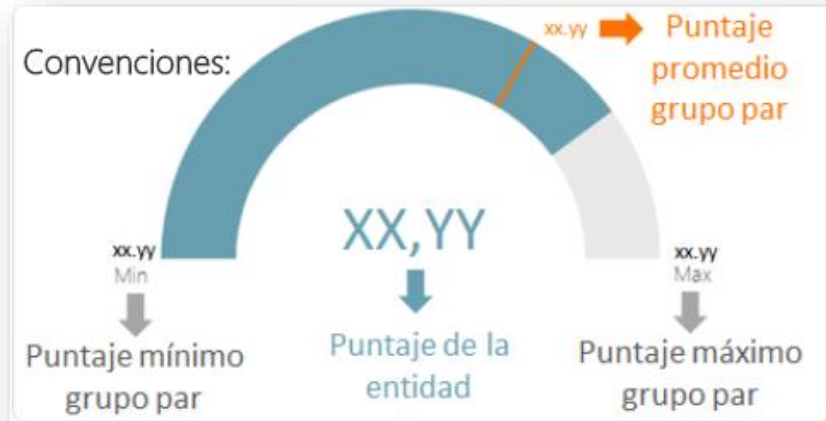 Convenciones:
xx.yy
Puntaje
promedio
grupo par
XX,YY
xx.yy
Min
xx.yy
Max
Puntaje mínimo
grupo par
Puntaje de la
entidad
Puntaje máximo
grupo par